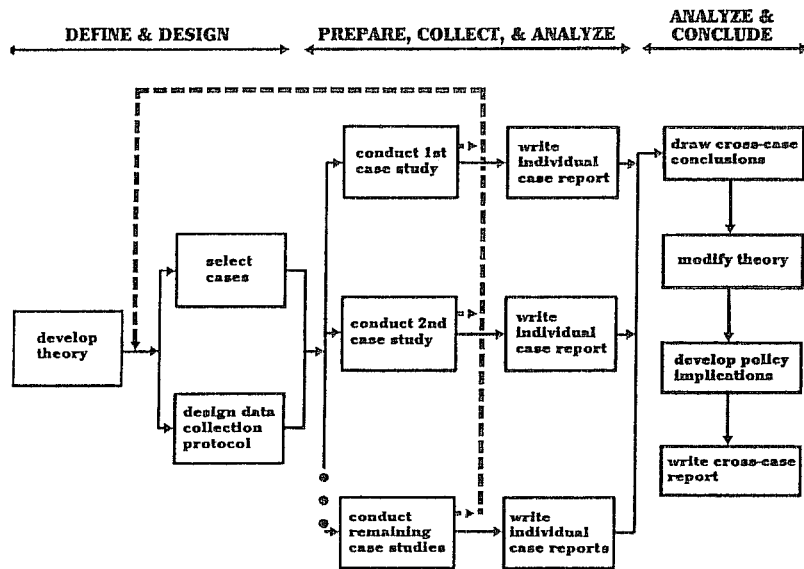 DEFINE & DESIGN
PREPARE, COLLECT, & ANALYZE
ANALYZE &
CONCLUDE
develop
theory
select
cases
design data
collection
protocol
conduct 1st
case study
write
individual
case report
conduct 2nd
case study
write
individual
case report
conduct
remaining
case studies
write
individual
case reports
draw cross-case
conclusions
modify theory
develop policy
implications
write cross-case
report